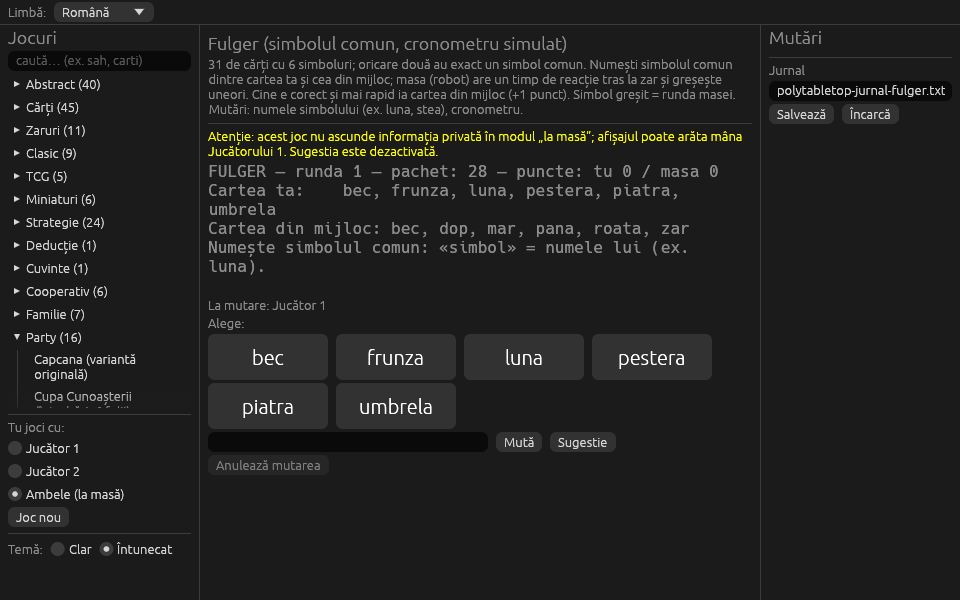 Limbă: Română
Jocuri
caută... (ex. sah, carti)
Abstract (40)
Cărți (45)
Zaruri (11)
Clasic (9)
TCG (5)
Miniaturi (6)
Strategie (24)
Deducție (1)
Cuvinte (1)
Cooperativ (6)
Familie (7)
Party (16)
Capcana (variantă
originală)
Cupa Cunoașterii
Tu joci cu:
Jucător 1
Jucător 2
Ambele (la masă)
Joc nou
Temă: Clar Întunecat
Fulger (simbolul comun, cronometru simulat)
31 de cărți cu 6 simboluri; oricare două au exact un simbol comun. Numești simbolul comun
dintre cartea ta și cea din mijloc; masa (robot) are un timp de reacție tras la zar și greșește
uneori. Cine e corect și mai rapid ia cartea din mijloc (+1 punct). Simbol greșit = runda masei.
Mutări: numele simbolului (ex. luna, stea), cronometru.
Atenție: acest joc nu ascunde informația privată în modul „la masă”; afișajul poate arăta mâna
Jucătorului 1. Sugestia este dezactivată.
FULGER — runda 1 — pachet: 28 — puncte: tu 0 / masa 0
Cartea ta: bec, frunza, luna, pestera, piatra,
umbrela
Cartea din mijloc: bec, dop, mar, pana, roata, zar
Numește simbolul comun: «simbol» = numele lui (ex.
luna).
La mutare: Jucător 1
Alege:
bec frunza luna pestera
piatra umbrela
Mută Sugestie
Anulează mutarea
Mutări
Jurnal
polytabletop-jurnal-fulger.txt
Salvează Încarcă